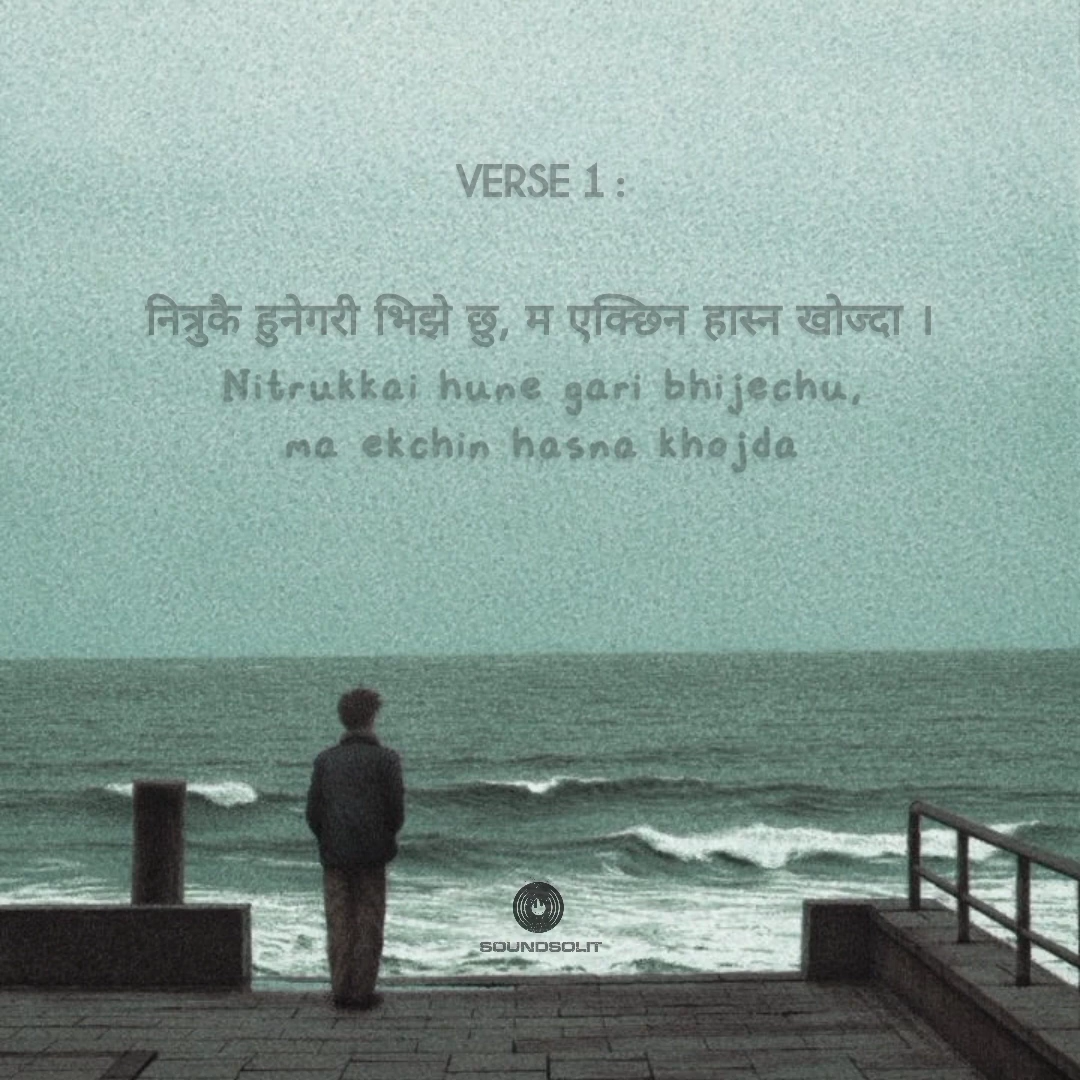 VERSE 1 :
नित्रुकै हुनेगरी भिझे छु, म एक्छिन हास्न खोज्दा ।
Nitrukkai hune gari bhijechu,
ma ekchin hasna khojda
SOUNDSOLIT